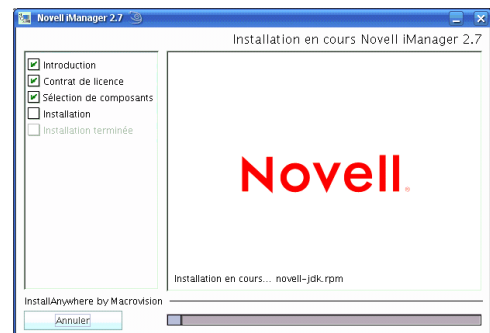 Novell iManager 2.7
Installation en cours Novell iManager 2.7
Introduction
Contrat de licence
Sélection de composants
Installation
Installation terminée
Novell®
Installation en cours... novell-jdk.rpm
InstallAnywhere by Macrovision
Annuler